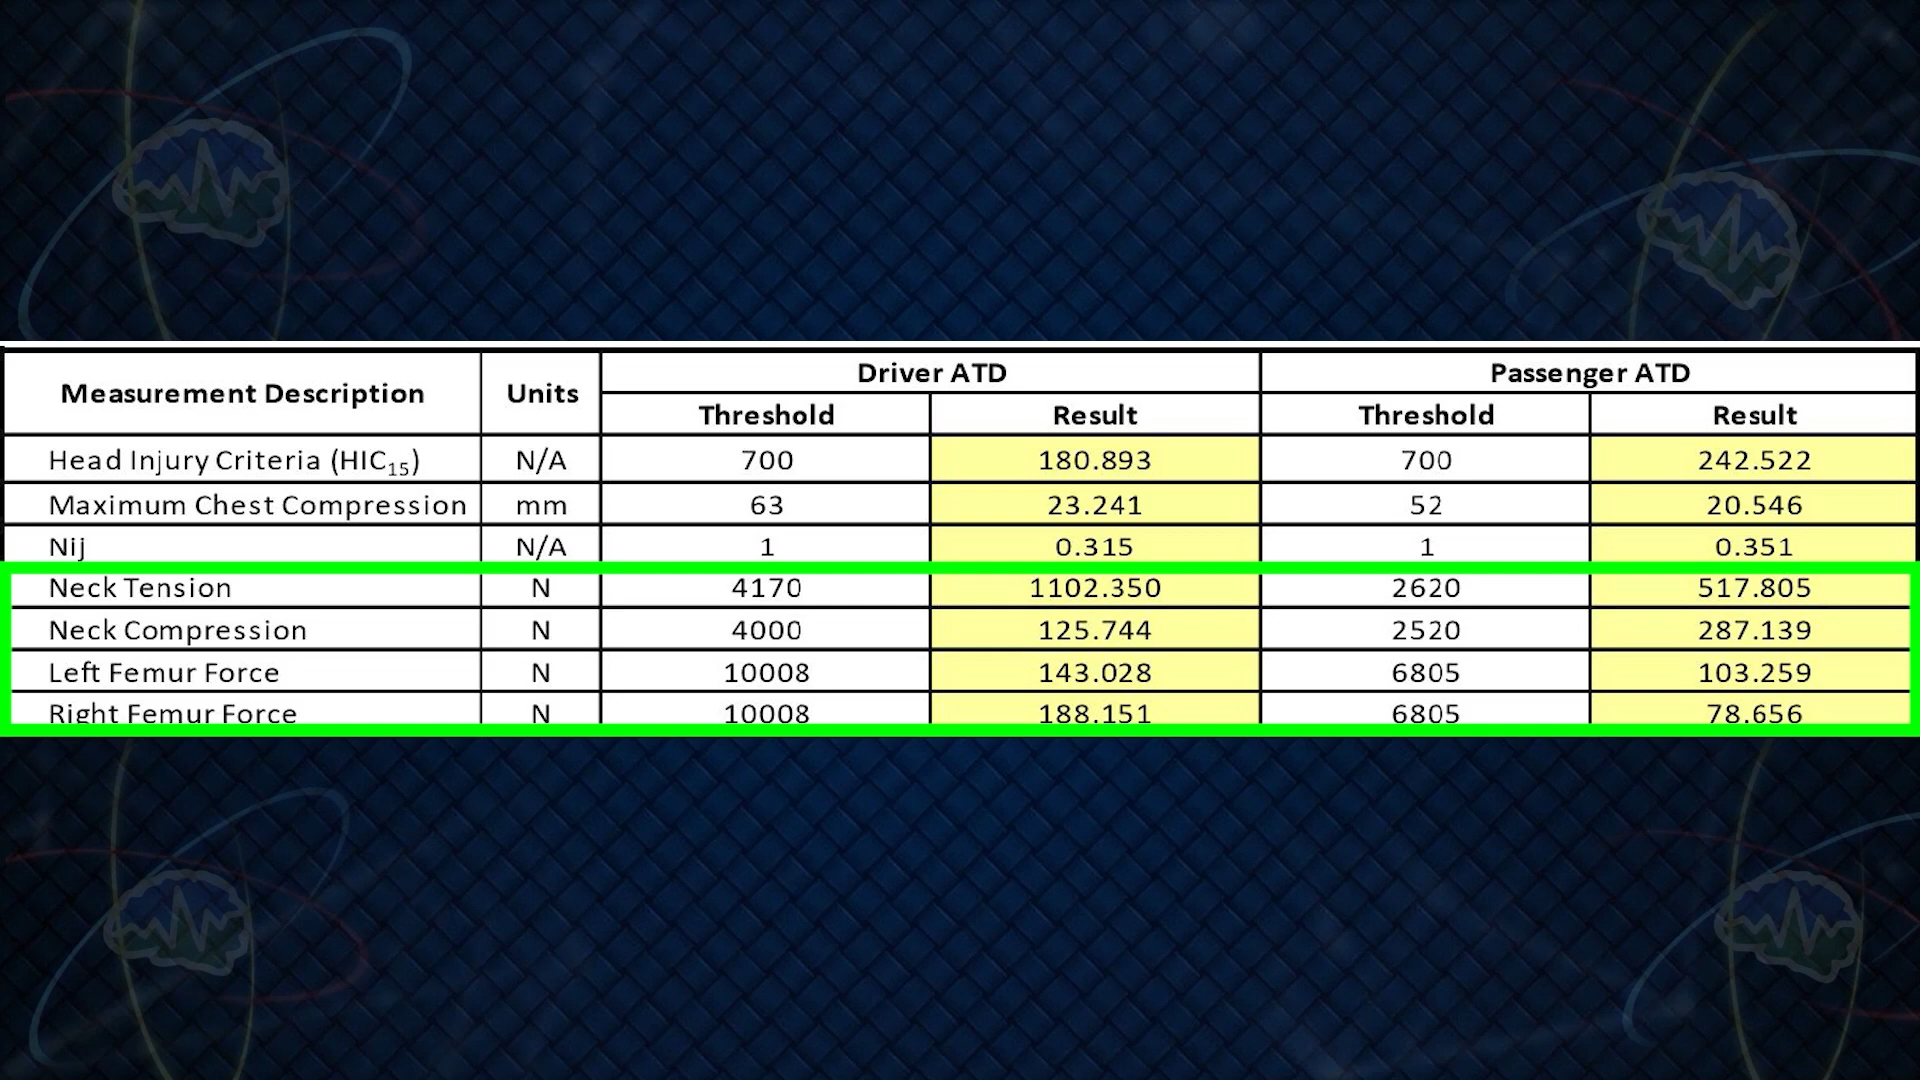 Measurement Description Units Driver ATD Passenger ATD
Threshold Result Threshold Result
Head Injury Criteria (HIC₁₅) N/A 700 180.893 700 242.522
Maximum Chest Compression mm 63 23.241 52 20.546
Nij N/A 1 0.315 1 0.351
Neck Tension N 4170 1102.350 2620 517.805
Neck Compression N 4000 125.744 2520 287.139
Left Femur Force N 10008 143.028 6805 103.259
Right Femur Force N 10008 188.151 6805 78.656